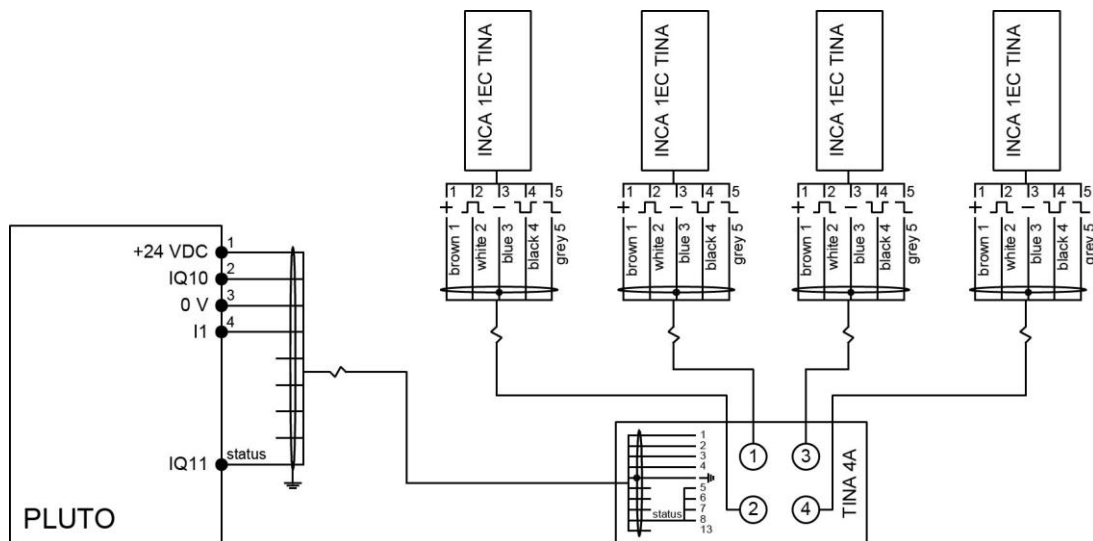 INCA 1EC TINA
1 2 3 4 5
+ −
brown 1
white 2
blue 3
black 4
grey 5
INCA 1EC TINA
1 2 3 4 5
+ −
brown 1
white 2
blue 3
black 4
grey 5
INCA 1EC TINA
1 2 3 4 5
+ −
brown 1
white 2
blue 3
black 4
grey 5
INCA 1EC TINA
1 2 3 4 5
+ −
brown 1
white 2
blue 3
black 4
grey 5
+24 VDC 1
IQ10 2
0 V 3
I1 4
IQ11 status
PLUTO
1
2
3
4
5
6
7
status 8
13
1 3
2 4
TINA 4A